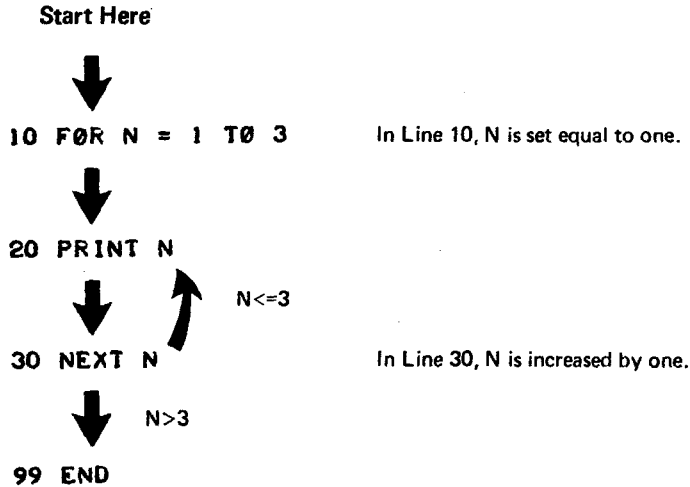 Start Here
10 FØR N = 1 TØ 3
In Line 10, N is set equal to one.
20 PRINT N
N<=3
30 NEXT N
In Line 30, N is increased by one.
N>3
99 END